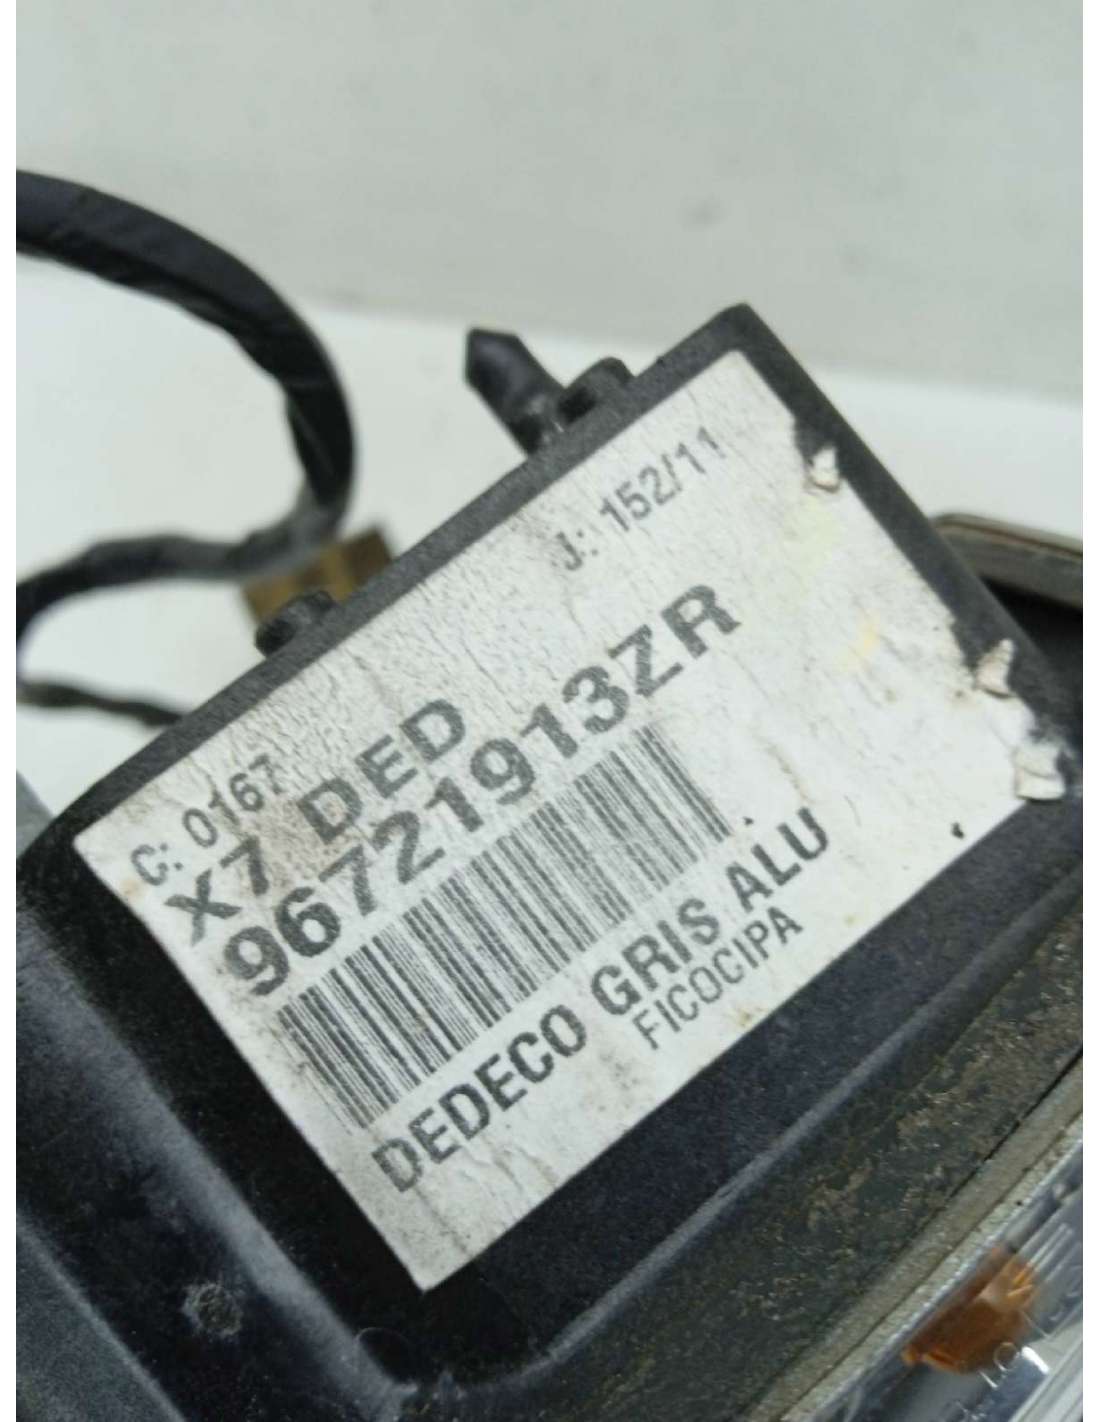 C: 0167 J: 152/11
X7 DED
96721913ZR
DEDECO GRIS ALU
FICOCIPA